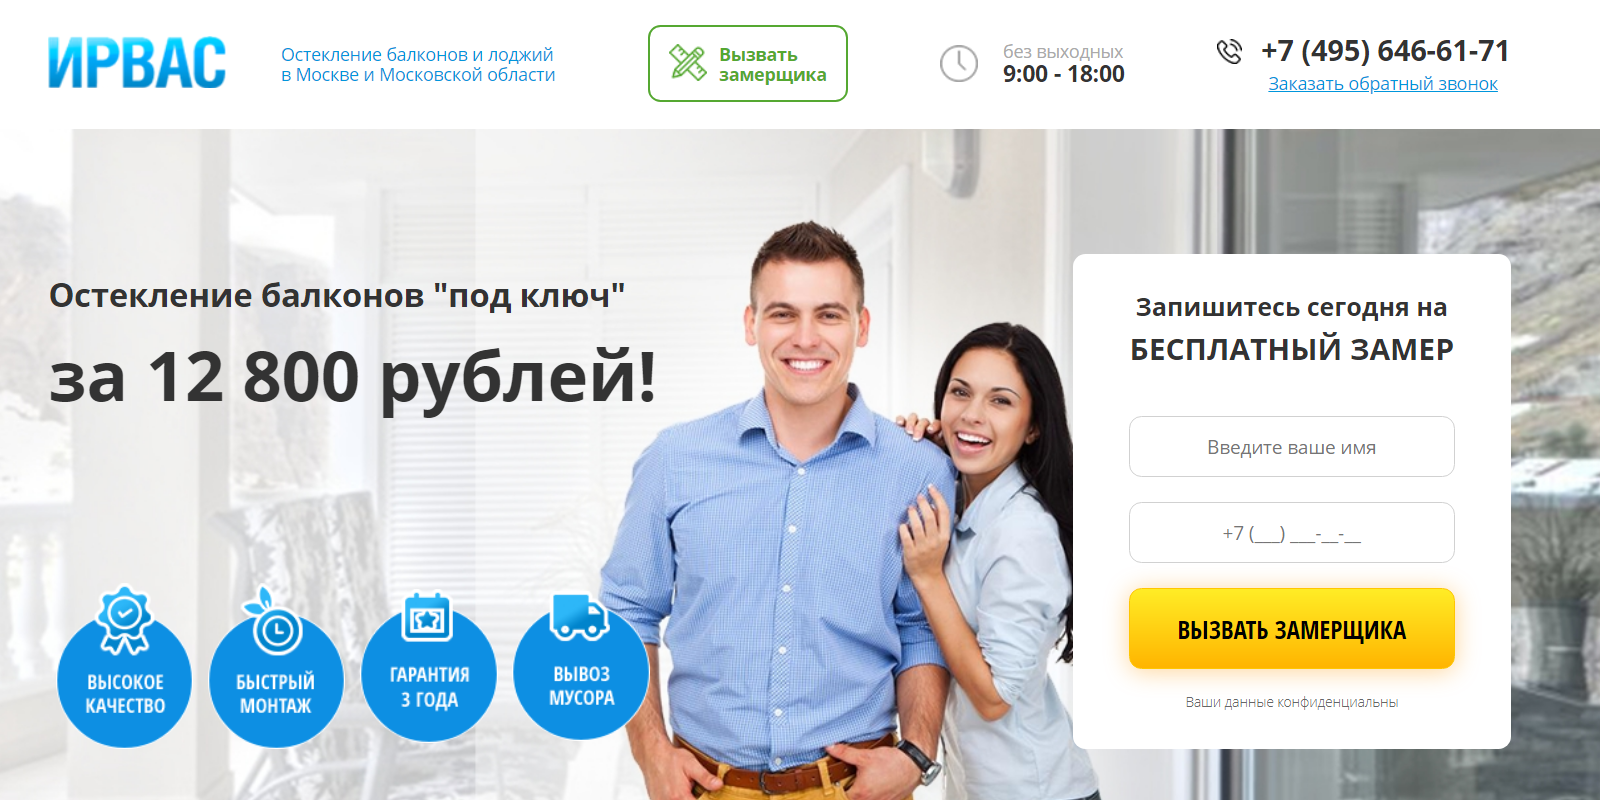 ИРВАС
Остекление балконов и лоджий
в Москве и Московской области
Вызвать
замерщика
без выходных
9:00 - 18:00
+7 (495) 646-61-71
Заказать обратный звонок
Остекление балконов "под ключ"
за 12 800 рублей!
ВЫСОКОЕ
КАЧЕСТВО
БЫСТРЫЙ
МОНТАЖ
ГАРАНТИЯ
3 ГОДА
ВЫВОЗ
МУСОРА
Запишитесь сегодня на
БЕСПЛАТНЫЙ ЗАМЕР
Введите ваше имя
+7 (___) ___-__-__
ВЫЗВАТЬ ЗАМЕРЩИКА
Ваши данные конфиденциальны